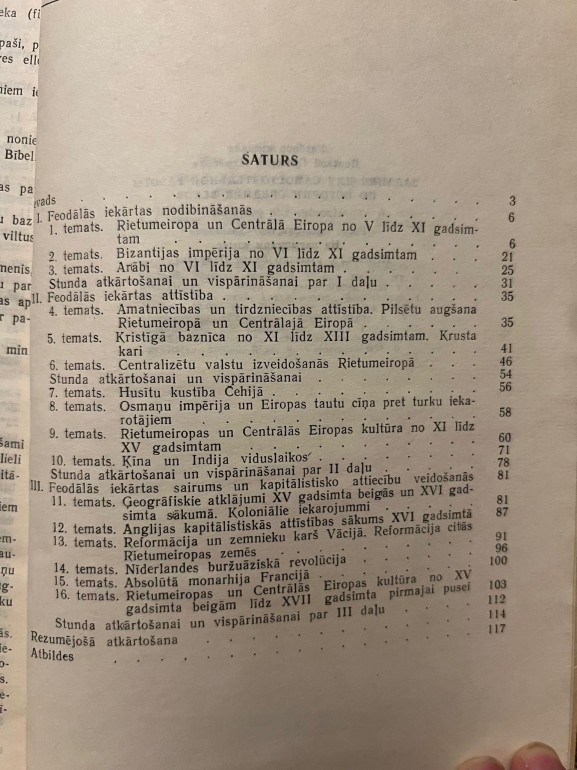 SATURS
evads . . . 3
I. Feodālās iekārtas nodibināšanās . . . 6
1. temats. Rietumeiropa un Centrālā Eiropa no V līdz XI gadsim-
tam . . . 6
2. temats. Bizantijas impērija no VI līdz XI gadsimtam . . . 21
3. temats. Arābi no VI līdz XI gadsimtam . . . 25
Stunda atkārtošanai un vispārināšanai par I daļu . . . 31
II. Feodālās iekārtas attīstība . . . 35
4. temats. Amatniecības un tirdzniecības attīstība. Pilsētu augšana
Rietumeiropā un Centrālajā Eiropā . . . 35
5. temats. Kristīgā baznīca no XI līdz XIII gadsimtam. Krusta
kari . . . 41
6. temats. Centralizētu valstu izveidošanās Rietumeiropā . . . 46
Stunda atkārtošanai un vispārināšanai . . . 54
7. temats. Husītu kustība Čehijā . . . 56
8. temats. Osmaņu impērija un Eiropas tautu cīņa pret turku ieka-
rotājiem . . . 58
9. temats. Rietumeiropas un Centrālās Eiropas kultūra no XI līdz
XV gadsimtam . . . 60
10. temats. Ķīna un Indija viduslaikos . . . 71
Stunda atkārtošanai un vispārināšanai par II daļu . . . 78
III. Feodālās iekārtas sairums un kapitālistisko attiecību veidošanās 81
11. temats. Ģeogrāfiskie atklājumi XV gadsimta beigās un XVI gad-
simta sākumā. Koloniālie iekarojumi . . . 81
12. temats. Anglijas kapitālistiskās attīstības sākums XVI gadsimtā 87
13. temats. Reformācija un zemnieku karš Vācijā. Reformācija citās
Rietumeiropas zemēs . . . 91
14. temats. Nīderlandes buržuāziskā revolūcija . . . 96
15. temats. Absolūtā monarhija Francijā . . . 100
16. temats. Rietumeiropas un Centrālās Eiropas kultūra no XV
gadsimta beigām līdz XVII gadsimta pirmajai pusei 103
Stunda atkārtošanai un vispārināšanai par III daļu . . . 112
Rezumējošā atkārtošana . . . 114
Atbildes . . . 117